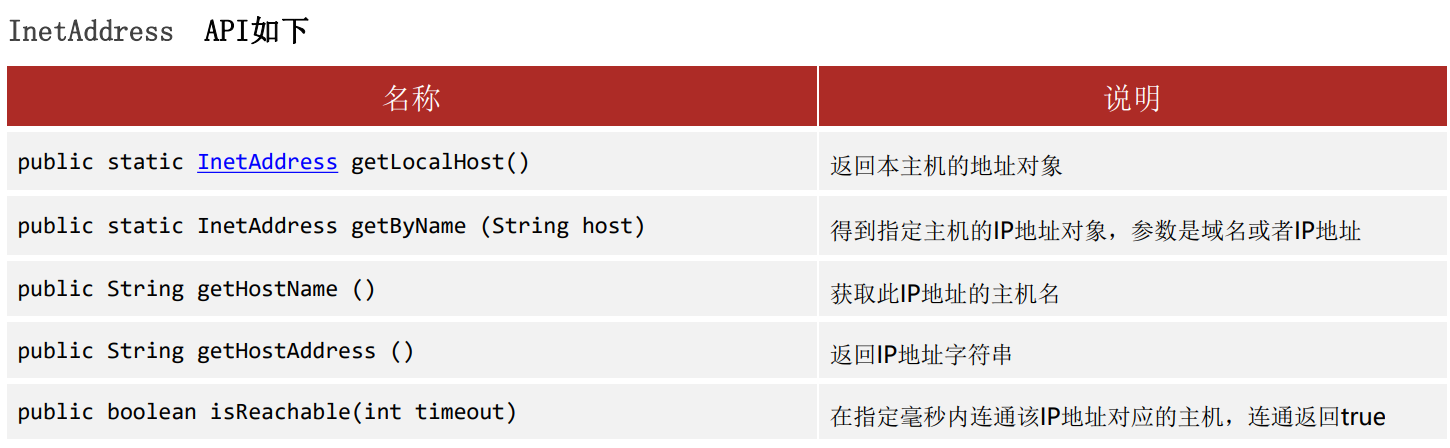 InetAddress API如下
名称 说明
public static InetAddress getLocalHost() 返回本主机的地址对象
public static InetAddress getByName (String host) 得到指定主机的IP地址对象，参数是域名或者IP地址
public String getHostName () 获取此IP地址的主机名
public String getHostAddress () 返回IP地址字符串
public boolean isReachable(int timeout) 在指定毫秒内连通该IP地址对应的主机，连通返回true